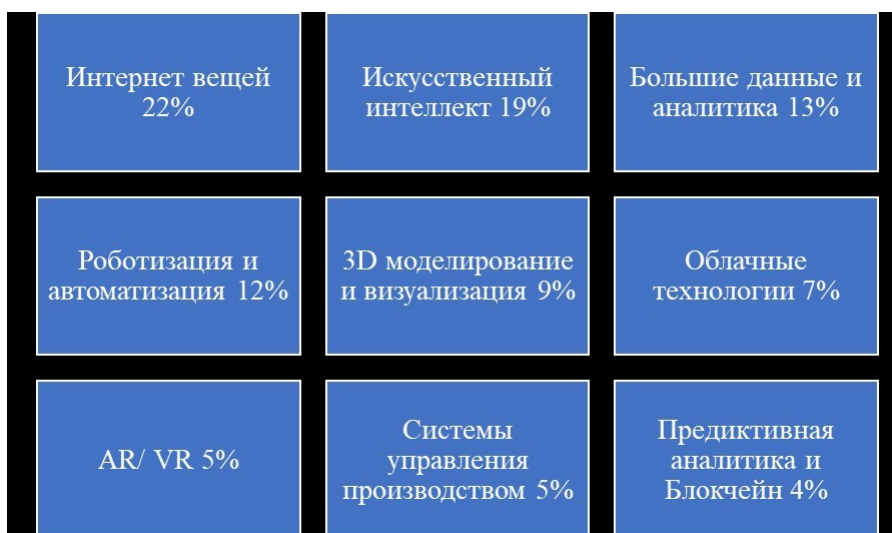 Интернет вещей
22%
Искусственный
интеллект 19%
Большие данные и
аналитика 13%
Роботизация и
автоматизация 12%
3D моделирование
и визуализация 9%
Облачные
технологии 7%
AR/ VR 5%
Системы
управления
производством 5%
Предиктивная
аналитика и
Блокчейн 4%